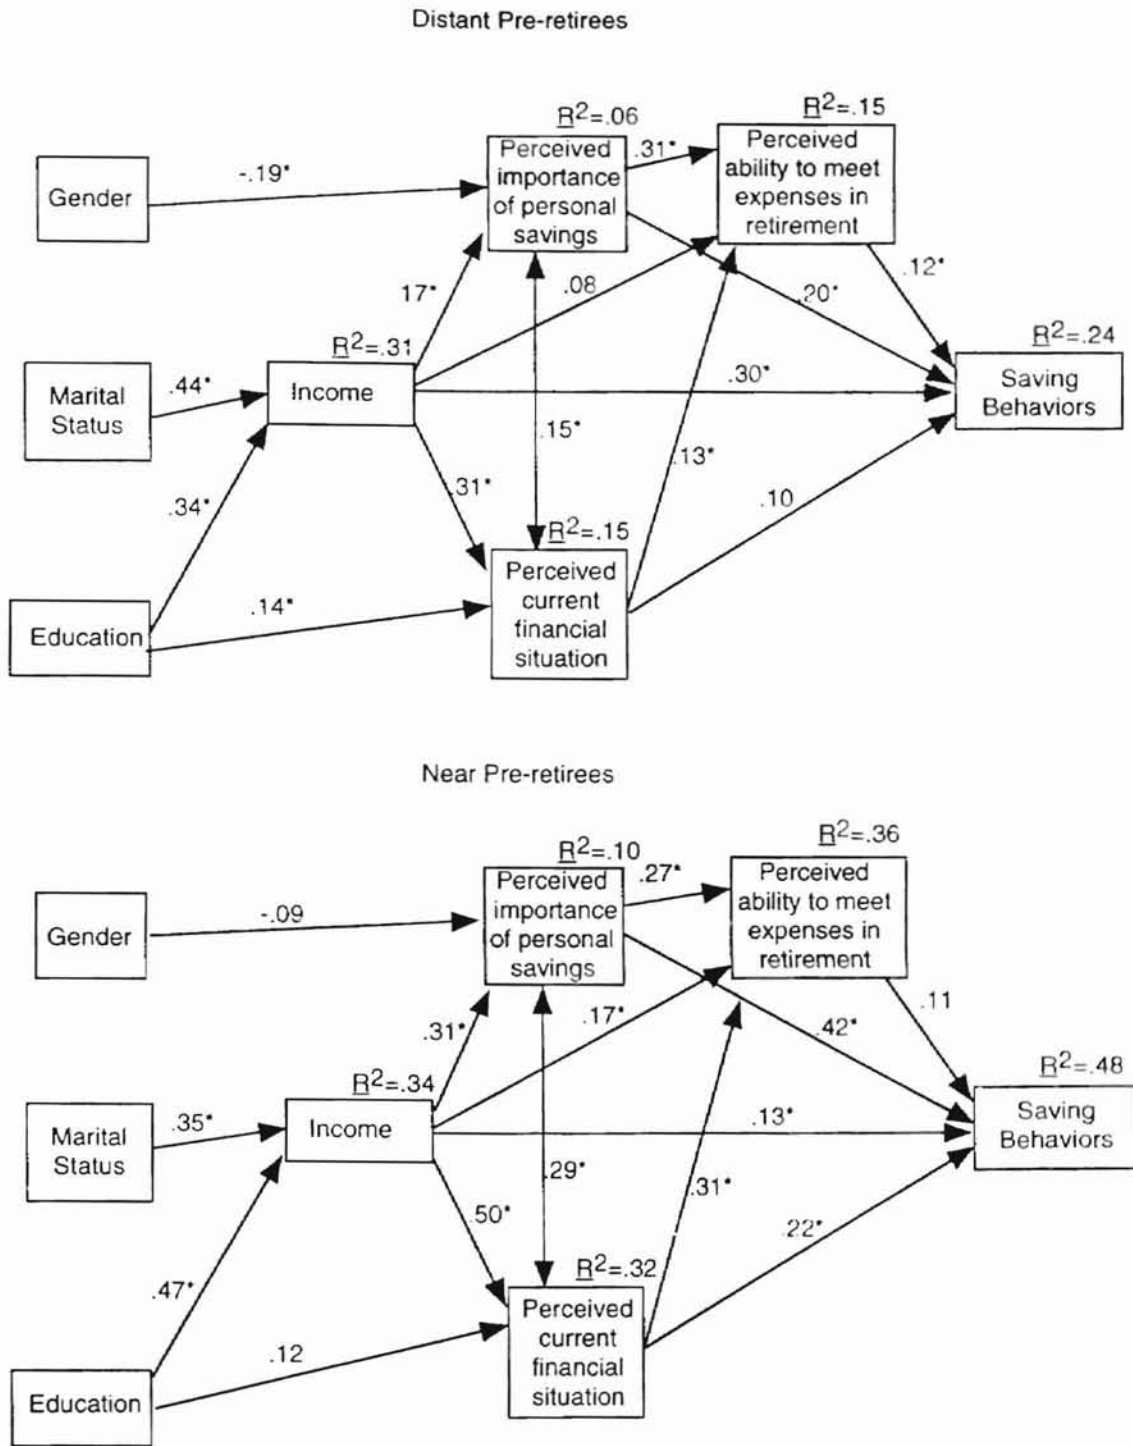 Distant Pre-retirees
R²=.06
R²=.15
Perceived
importance
of personal
savings
.31*
Perceived
ability to meet
expenses in
retirement
Gender
-.19*
17*
.08
.20*
.12*
R²=.31
R²=.24
Marital
Status
.44*
Income
.30*
Saving
Behaviors
.15*
.13*
.34*
.31*
.10
R²=.15
Education
.14*
Perceived
current
financial
situation
Near Pre-retirees
R²=.10
R²=.36
Perceived
importance
of personal
savings
.27*
Perceived
ability to meet
expenses in
retirement
Gender
-.09
.31*
.17*
.42*
.11
R²=.34
R²=.48
Marital
Status
.35*
Income
.13*
Saving
Behaviors
.29*
.31*
.50*
.22*
.47*
R²=.32
Education
.12
Perceived
current
financial
situation